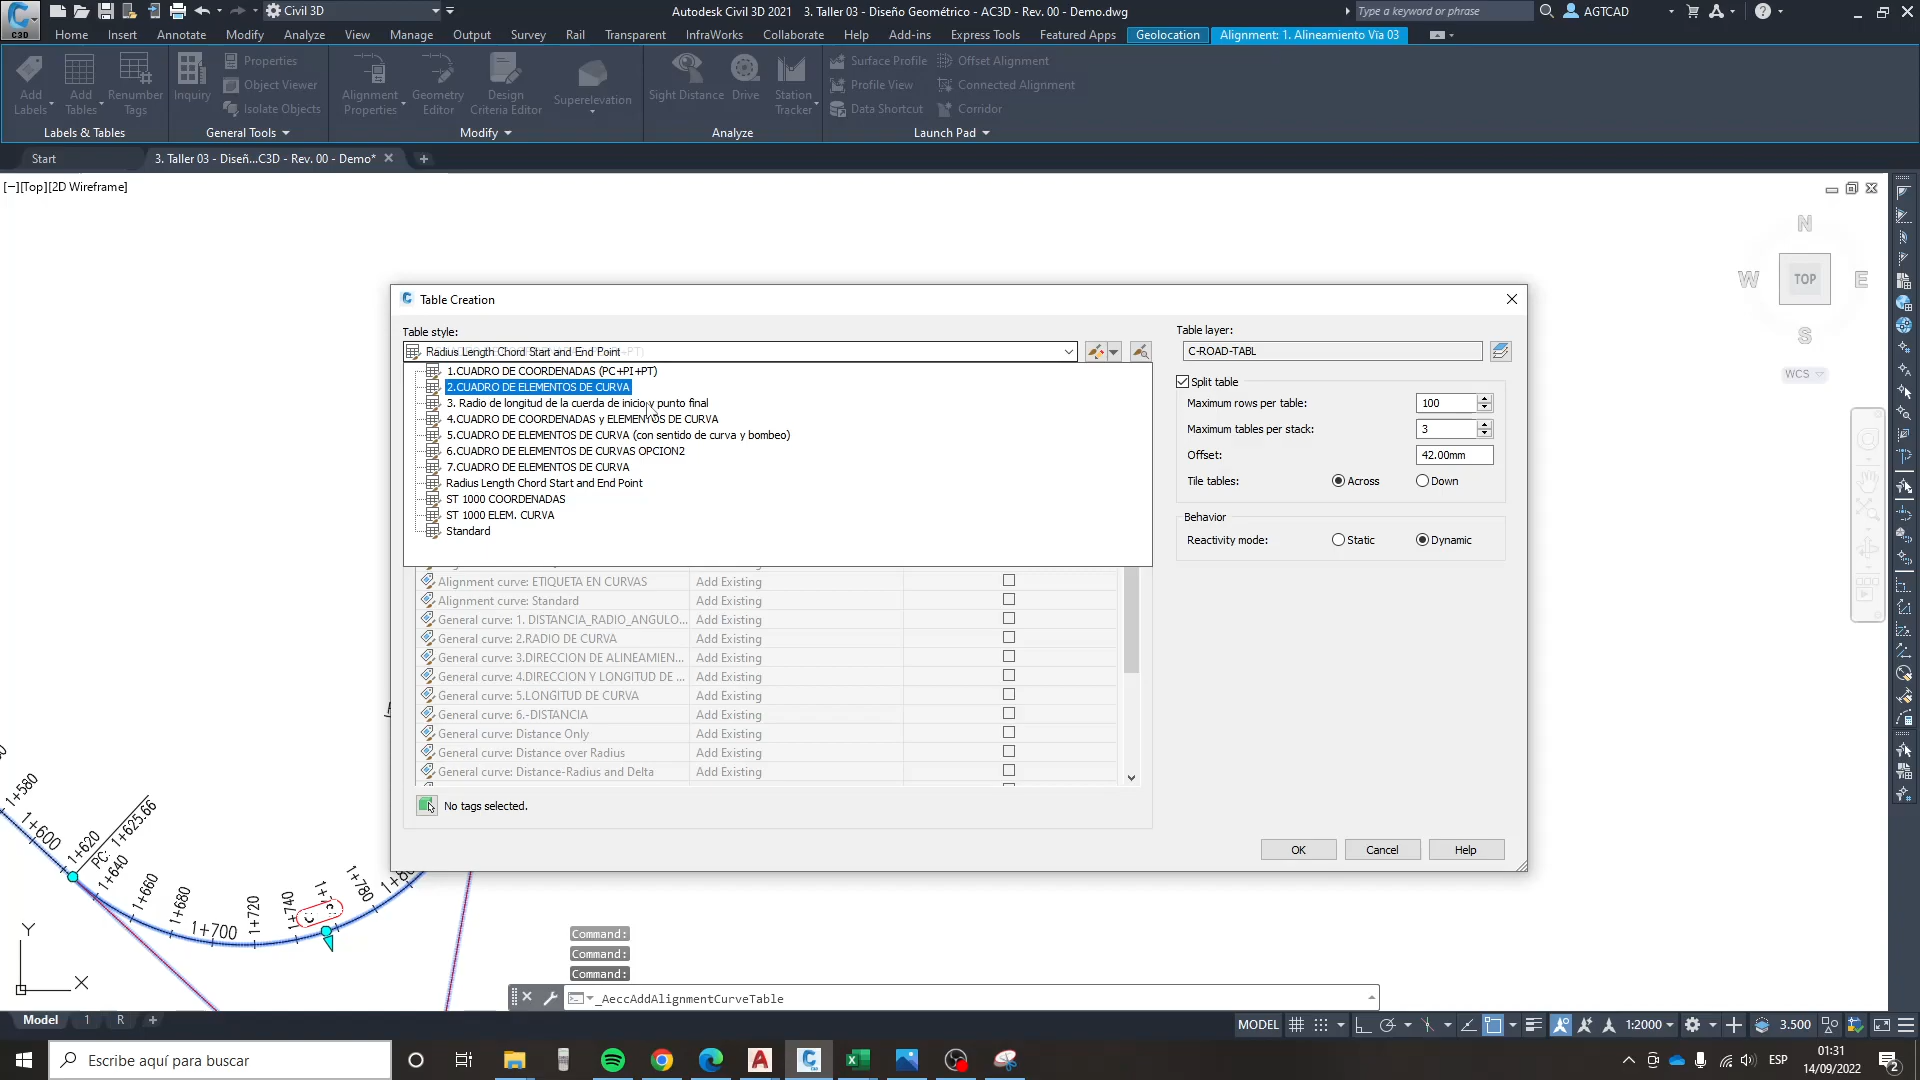 Civil 3D
Autodesk Civil 3D 2021 3. Taller 03 - Diseño Geométrico - AC3D - Rev. 00 - Demo.dwg
Type a keyword or phrase
AGTCAD
C3D
Home Insert Annotate Modify Analyze View Manage Output Survey Rail Transparent InfraWorks Collaborate Help Add-ins Express Tools Featured Apps Geolocation Alignment: 1. Alineamiento Vía 03
Add Labels
Add Tables
Renumber Tags
Labels & Tables
Inquiry
Properties
Object Viewer
Isolate Objects
General Tools
Alignment Properties
Geometry Editor
Design Criteria Editor
Superelevation
Modify
Sight Distance
Drive
Station Tracker
Analyze
Surface Profile
Offset Alignment
Profile View
Connected Alignment
Data Shortcut
Corridor
Launch Pad
Start
3. Taller 03 - Diseñ...C3D - Rev. 00 - Demo*
[−][Top][2D Wireframe]
N
W TOP E
S
WCS
Table Creation
Table style:
Radius Length Chord Start and End Point
1.CUADRO DE COORDENADAS (PC+PI+PT)
2.CUADRO DE ELEMENTOS DE CURVA
3. Radio de longitud de la cuerda de inicio y punto final
4.CUADRO DE COORDENADAS y ELEMENTOS DE CURVA
5.CUADRO DE ELEMENTOS DE CURVA (con sentido de curva y bombeo)
6.CUADRO DE ELEMENTOS DE CURVAS OPCION2
7.CUADRO DE ELEMENTOS DE CURVA
Radius Length Chord Start and End Point
ST 1000 COORDENADAS
ST 1000 ELEM. CURVA
Standard
Alignment curve: ETIQUETA EN CURVAS Add Existing
Alignment curve: Standard Add Existing
General curve: 1. DISTANCIA_RADIO_ANGULO... Add Existing
General curve: 2.RADIO DE CURVA Add Existing
General curve: 3.DIRECCION DE ALINEAMIEN... Add Existing
General curve: 4.DIRECCION Y LONGITUD DE ... Add Existing
General curve: 5.LONGITUD DE CURVA Add Existing
General curve: 6.-DISTANCIA Add Existing
General curve: Distance Only Add Existing
General curve: Distance over Radius Add Existing
General curve: Distance-Radius and Delta Add Existing
No tags selected.
Table layer:
C-ROAD-TABL
Split table
Maximum rows per table: 100
Maximum tables per stack: 3
Offset: 42.00mm
Tile tables: Across Down
Behavior
Reactivity mode: Static Dynamic
OK Cancel Help
1+580
1+600
1+620
PC: 1+625.66
1+640
1+660
1+680
1+700
1+720
1+740
1+780
Y
X
Command:
Command:
Command:
_AeccAddAlignmentCurveTable
Model 1 R +
MODEL
1:2000
3.500
Escribe aquí para buscar
ESP
01:31
14/09/2022
2